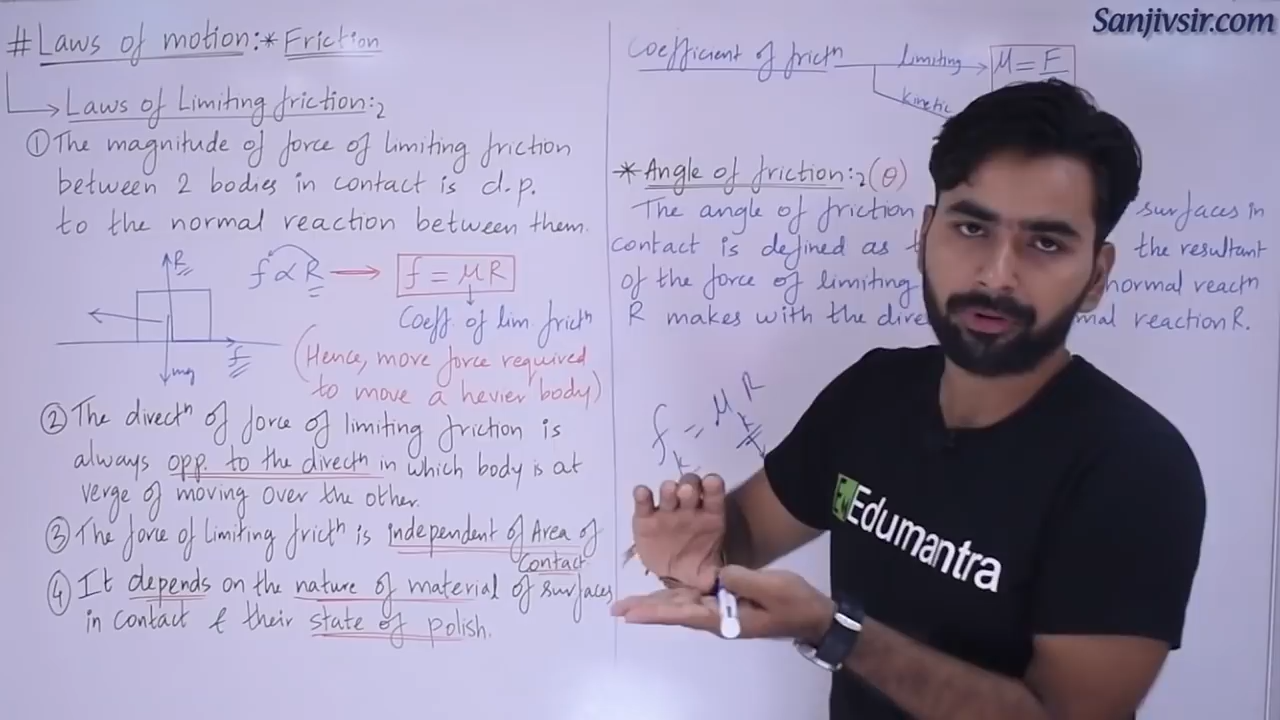 Sanjivsir.com
#Laws of motion:* Friction
Laws of Limiting friction:2
① The magnitude of force of limiting friction
between 2 bodies in contact is d.p.
to the normal reaction between them.
R
f ∝ R → f = μR
Coeff. of lim. fricth
f
mg
(Hence, more force required
to move a hevier body)
② The directn of force of limiting friction is
always opp. to the directn in which body is at
verge of moving over the other.
③ The force of limiting fricth is independent of Area of
Contact.
④ It depends on the nature of material of surfaces
in contact & their state of polish.
Coefficient of frictn
limiting
μ = F
kinetic
*Angle of friction:2 (θ)
The angle of friction surfaces in
contact is defined as the resultant
of the force of limiting normal reactn
R makes with the reaction R.
fk = μk R
Edumantra